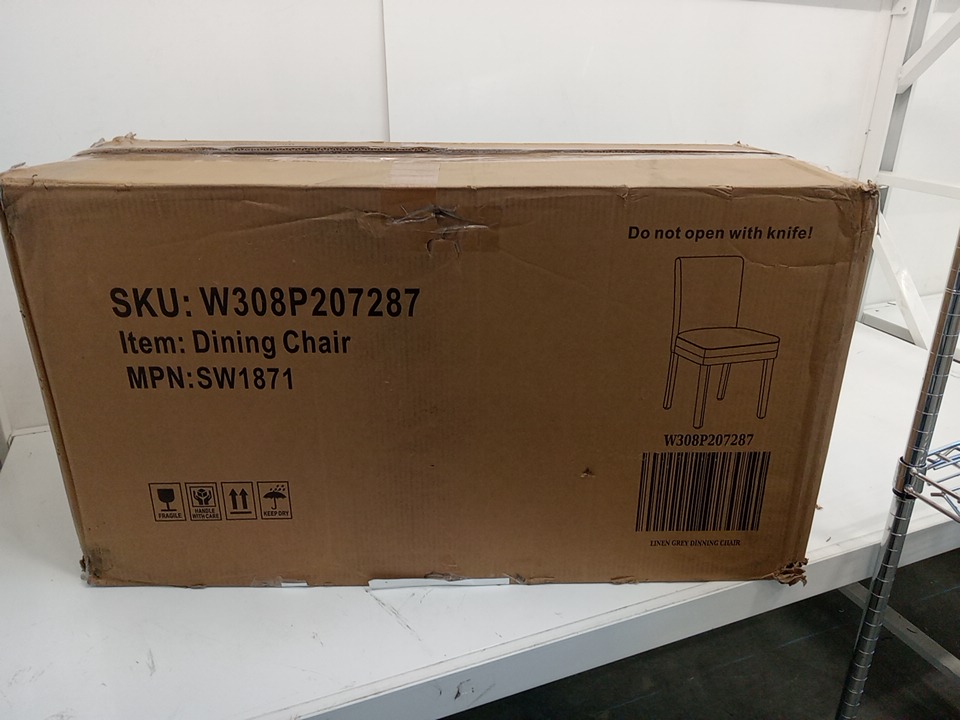 Do not open with knife!
SKU: W308P207287
Item: Dining Chair
MPN:SW1871
W308P207287
LINEN GREY DINNING CHAIR
FRAGILE
HANDLE
WITH CARE
KEEP DRY